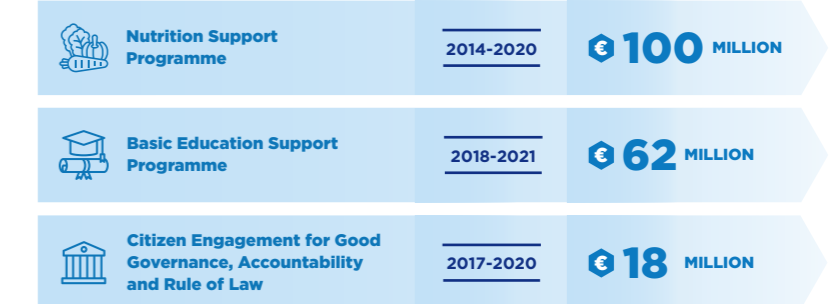 Nutrition Support
Programme
2014-2020
€ 100 MILLION
Basic Education Support
Programme
2018-2021
€ 62 MILLION
Citizen Engagement for Good
Governance, Accountability
and Rule of Law
2017-2020
€ 18 MILLION